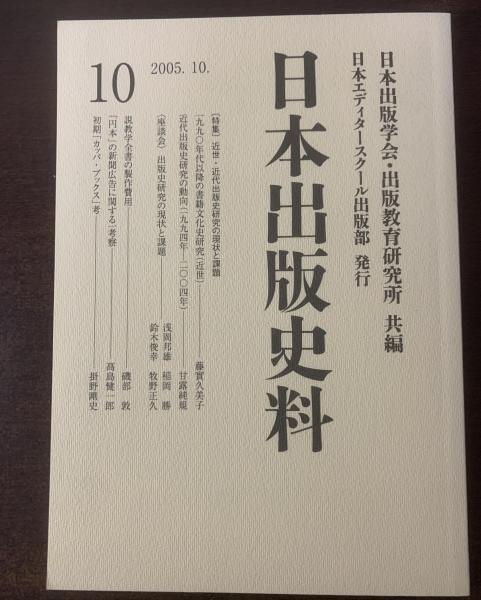 日本出版学会・出版教育研究所 共編
日本エディタースクール出版部 発行
日本出版史料
10
2005. 10.
［特集］近世・近代出版史研究の現状と課題
一九九〇年代以降の書籍文化史研究（近世）――藤實久美子
近代出版史研究の動向（一九九四年―二〇〇四年）――甘露純規
〈座談会〉出版史研究の現状と課題――浅岡邦雄 稲岡 勝
鈴木俊幸 牧野正久
説教学全書の製作費用――磯部 敦
「円本」の新聞広告に関する一考察――高島健一郎
初期「カッパ・ブックス」考――掛野剛史